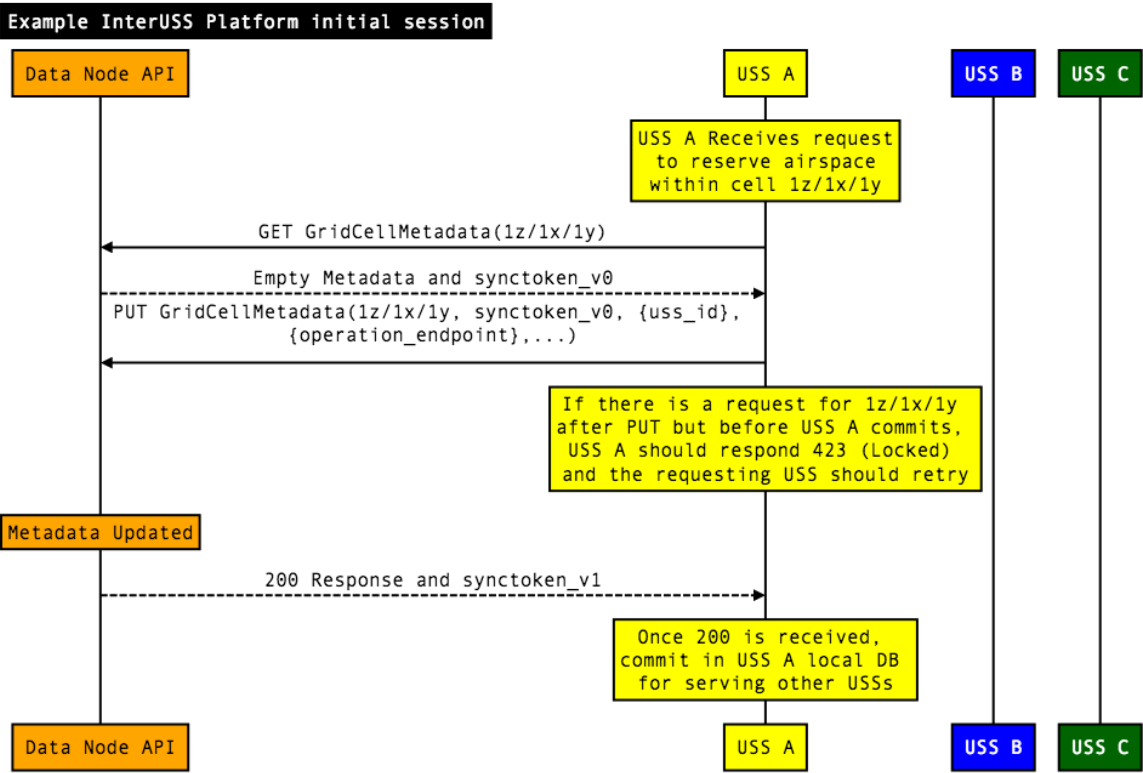 Example InterUSS Platform initial session
Data Node API
USS A
USS B
USS C
USS A Receives request
to reserve airspace
within cell 1z/1x/1y
GET GridCellMetadata(1z/1x/1y)
Empty Metadata and synctoken_v0
PUT GridCellMetadata(1z/1x/1y, synctoken_v0, {uss_id},
{operation_endpoint},...)
If there is a request for 1z/1x/1y
after PUT but before USS A commits,
USS A should respond 423 (Locked)
and the requesting USS should retry
Metadata Updated
200 Response and synctoken_v1
Once 200 is received,
commit in USS A local DB
for serving other USSs
Data Node API
USS A
USS B
USS C